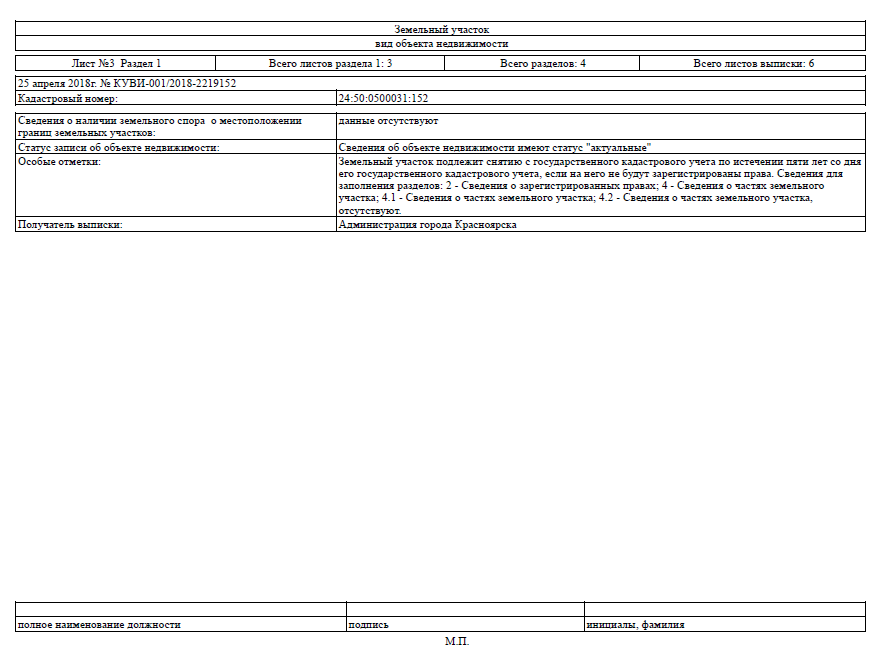 Земельный участок
вид объекта недвижимости
Лист №3 Раздел 1 Всего листов раздела 1: 3 Всего разделов: 4 Всего листов выписки: 6
25 апреля 2018г. № КУВИ-001/2018-2219152
Кадастровый номер: 24:50:0500031:152
Сведения о наличии земельного спора о местоположении
границ земельных участков:
данные отсутствуют
Статус записи об объекте недвижимости: Сведения об объекте недвижимости имеют статус "актуальные"
Особые отметки: Земельный участок подлежит снятию с государственного кадастрового учета по истечении пяти лет со дня
его государственного кадастрового учета, если на него не будут зарегистрированы права. Сведения для
заполнения разделов: 2 - Сведения о зарегистрированных правах; 4 - Сведения о частях земельного
участка; 4.1 - Сведения о частях земельного участка; 4.2 - Сведения о частях земельного участка,
отсутствуют.
Получатель выписки: Администрация города Красноярска
полное наименование должности подпись инициалы, фамилия
М.П.